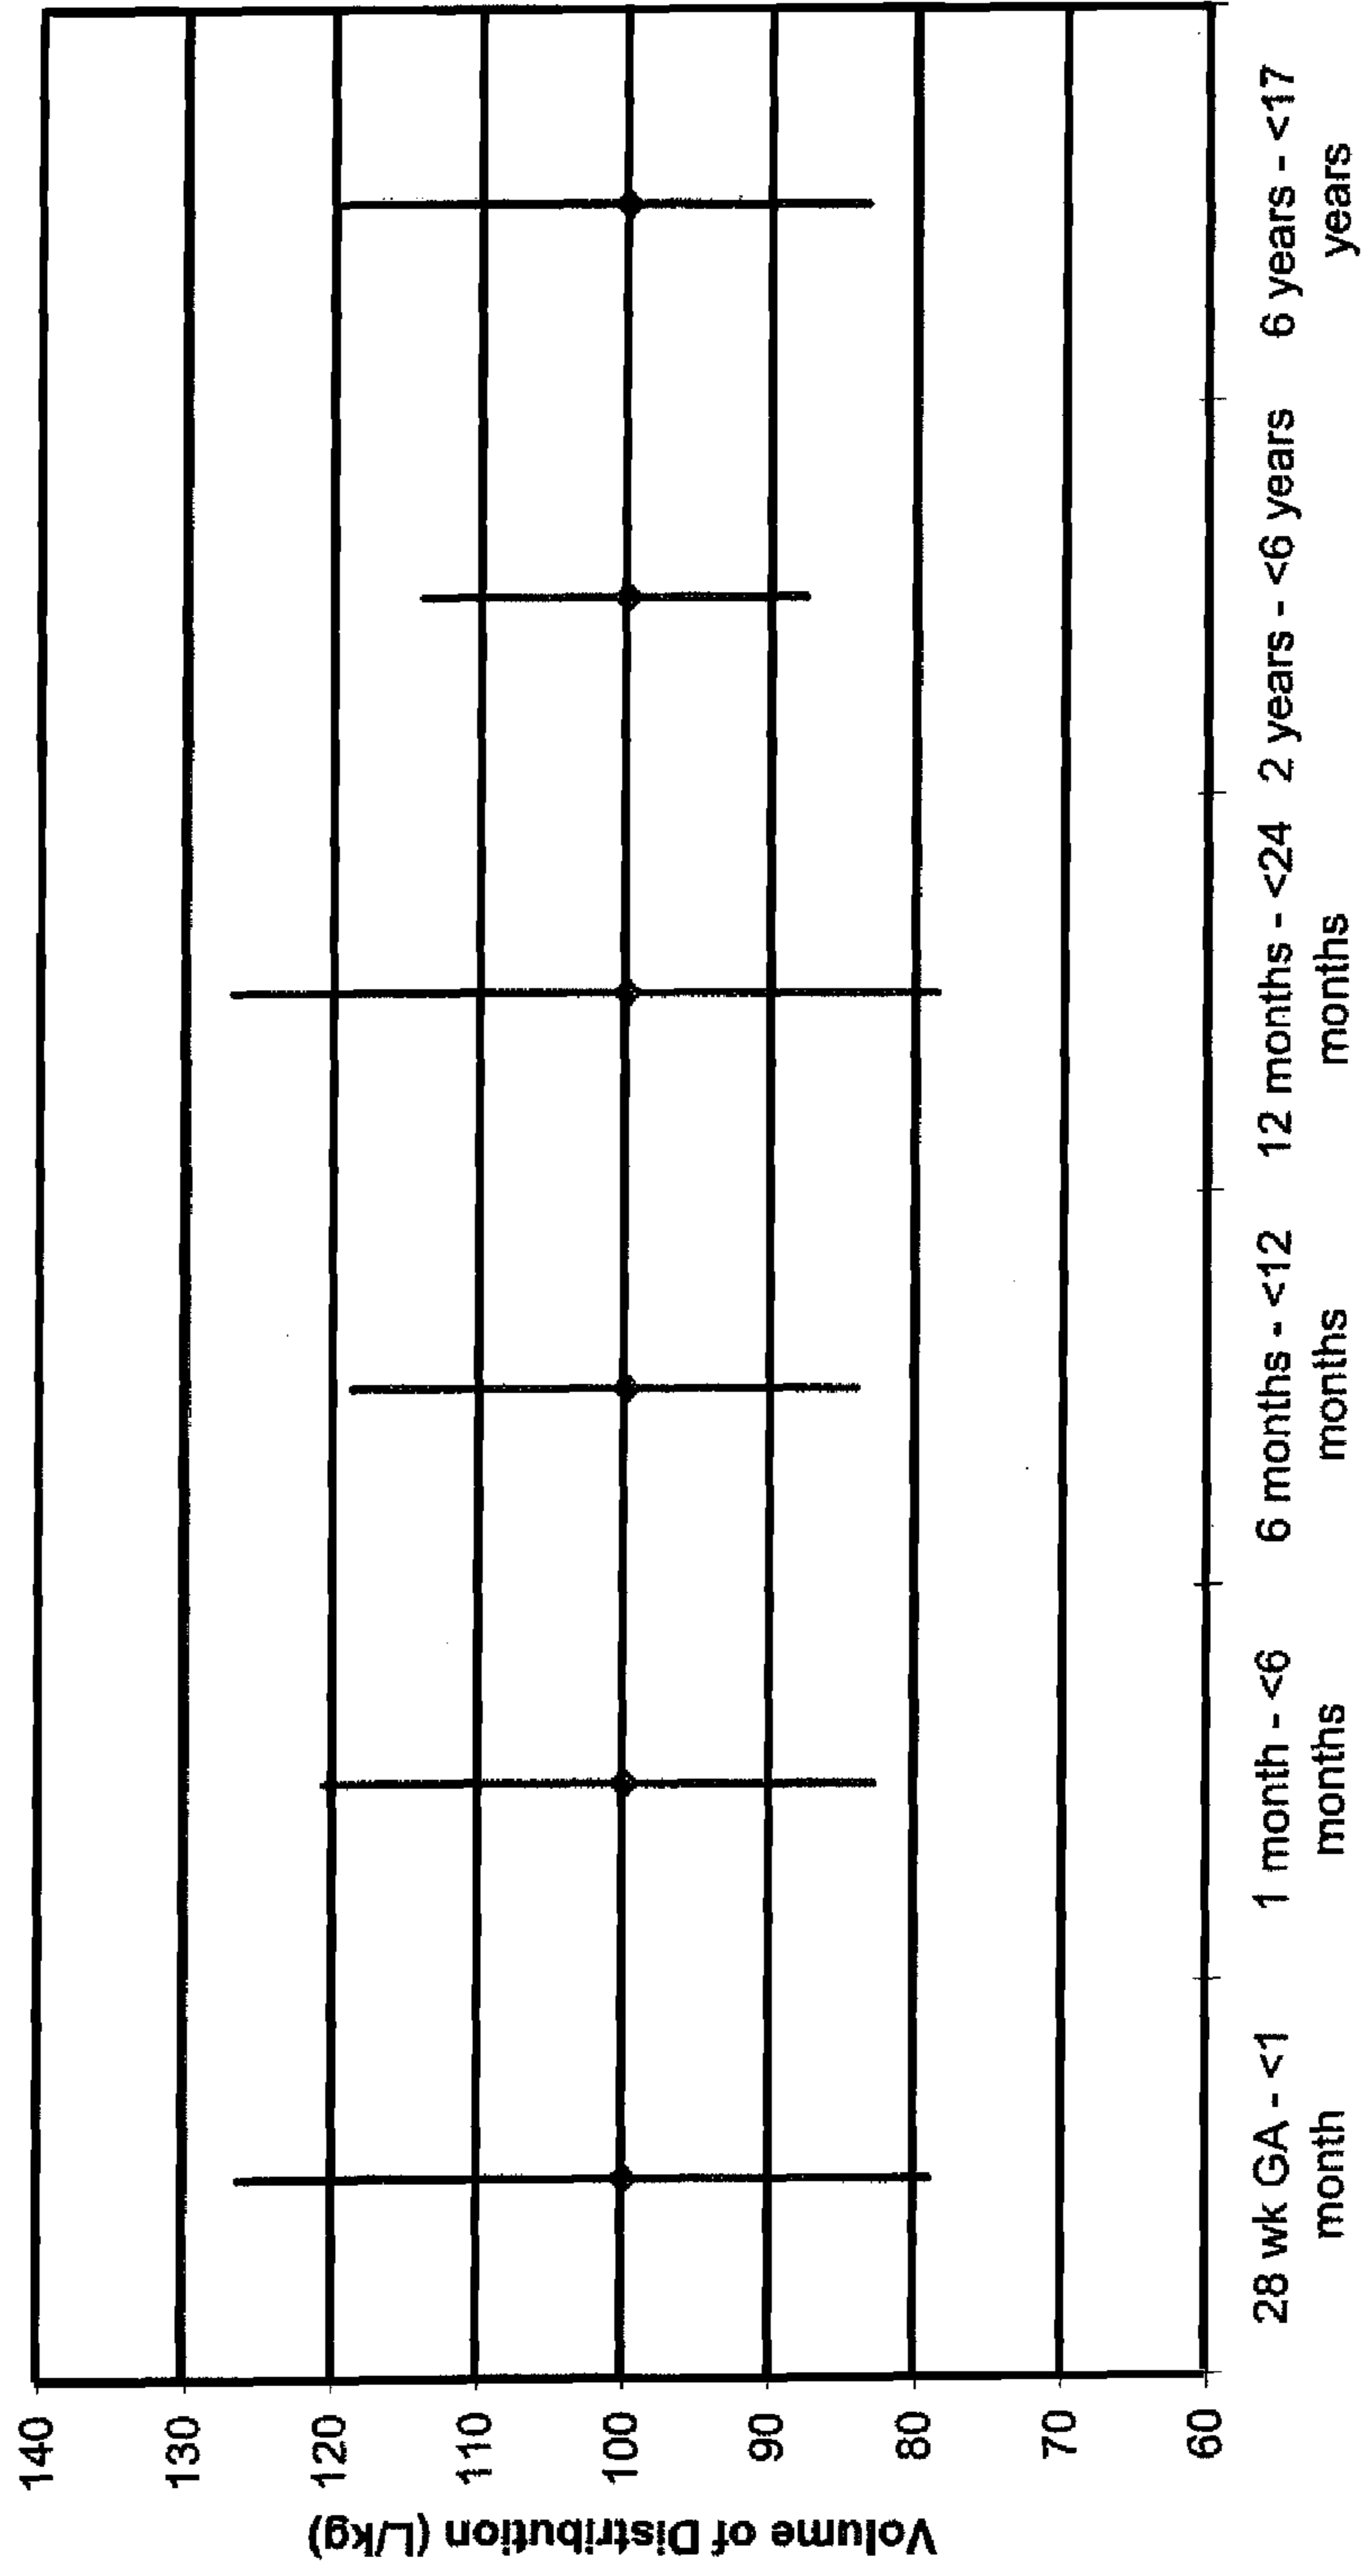 Volume of Distribution (L/kg)
140
130
120
110
100
90
80
70
60
28 wk GA - <1
month
1 month - <6
months
6 months - <12
months
12 months - <24
months
2 years - <6 years
6 years - <17
years